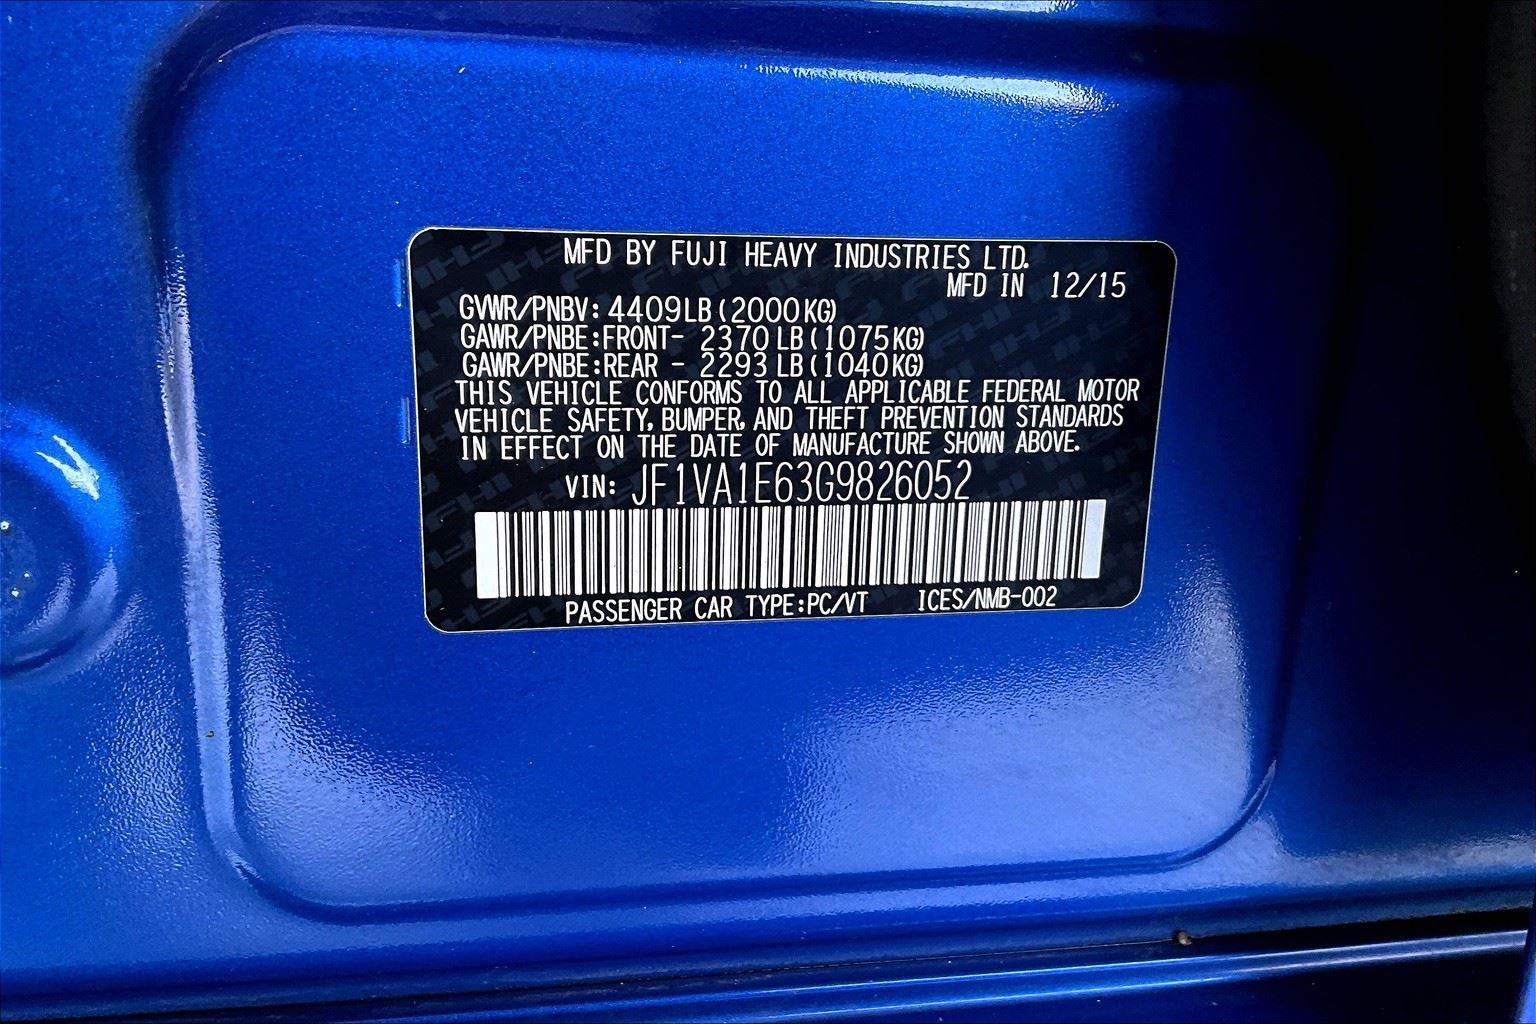 MFD BY FUJI HEAVY INDUSTRIES LTD.
MFD IN 12/15
GVWR/PNBV: 4409LB (2000KG)
GAWR/PNBE:FRONT- 2370 LB (1075KG)
GAWR/PNBE:REAR - 2293 LB (1040KG)
THIS VEHICLE CONFORMS TO ALL APPLICABLE FEDERAL MOTOR
VEHICLE SAFETY, BUMPER, AND THEFT PREVENTION STANDARDS
IN EFFECT ON THE DATE OF MANUFACTURE SHOWN ABOVE.
VIN: JF1VA1E63G9826052
PASSENGER CAR TYPE:PC/VT ICES/NMB-002